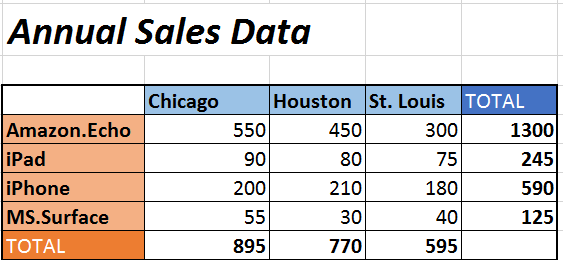 Annual Sales Data
Chicago Houston St. Louis TOTAL
Amazon.Echo 550 450 300 1300
iPad 90 80 75 245
iPhone 200 210 180 590
MS.Surface 55 30 40 125
TOTAL 895 770 595